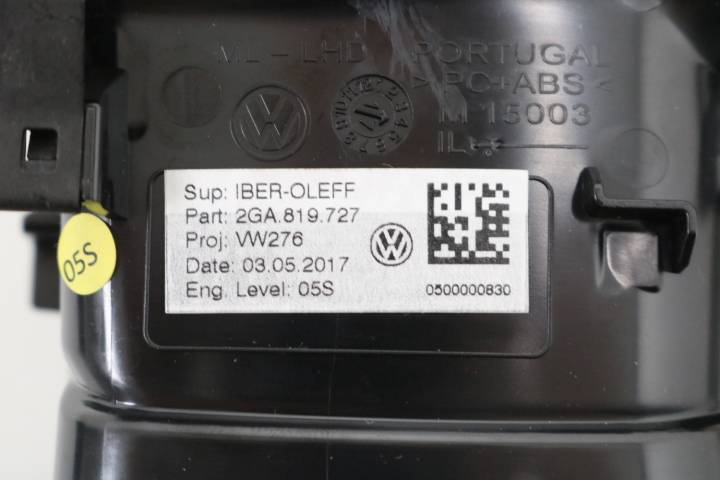 ML - LHD PORTUGAL
>PC+ABS<
M 15003
IL
Sup: IBER-OLEFF
Part: 2GA.819.727
Proj: VW276
Date: 03.05.2017
Eng. Level: 05S
0500000830
05S